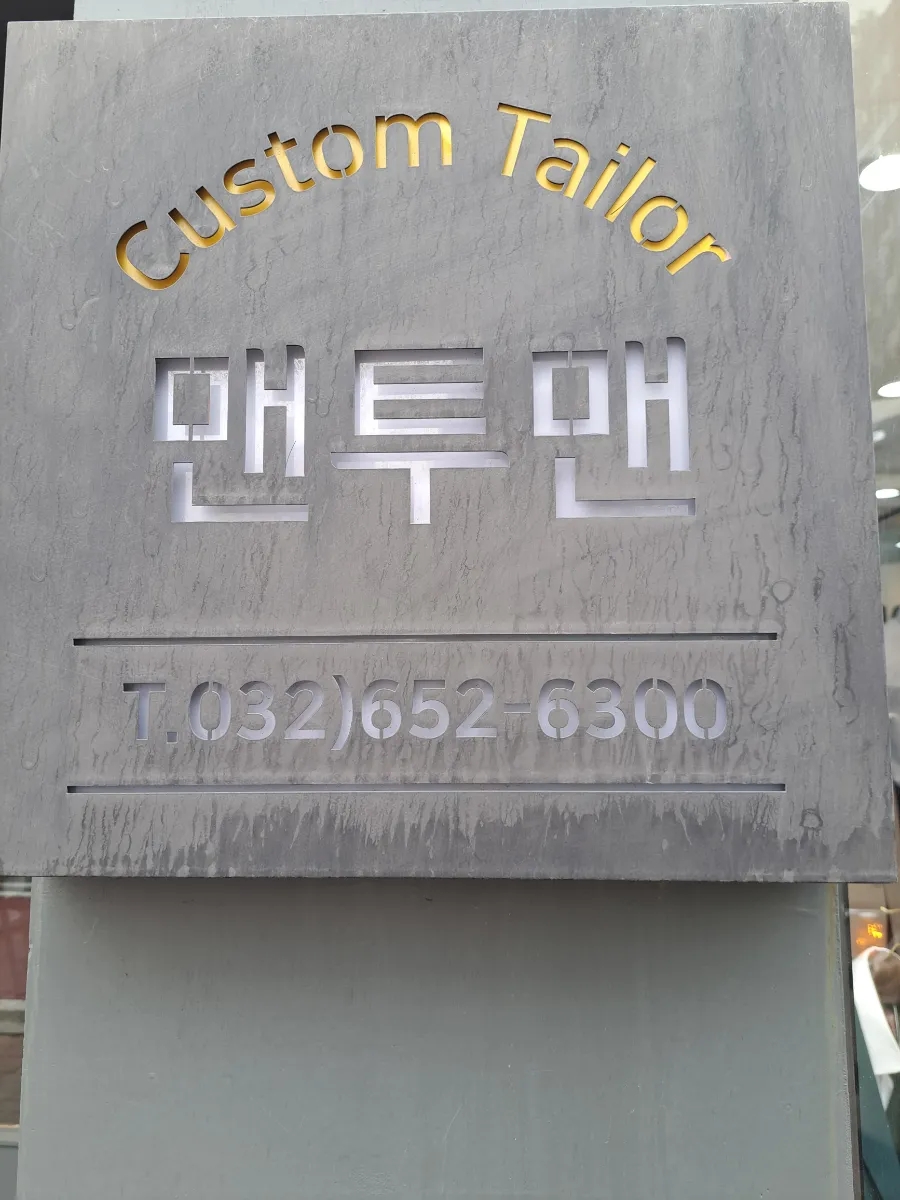 Custom Tailor
맨투맨
T.032)652-6300